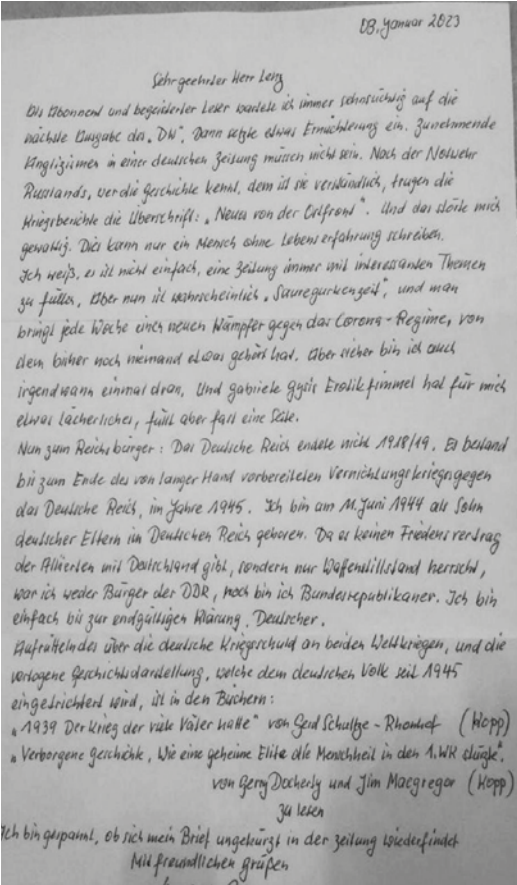 08. Januar 2023
Sehr geehrter Herr Lenz
Als Abonnent und begeisterter Leser wartete ich immer sehnsüchtig auf die
nächste Ausgabe des „DW". Dann setzte etwas Ernüchterung ein. Zunehmende
Anglizismen in einer deutschen Zeitung müssen nicht sein. Nach der Notwehr
Russlands, wer die Geschichte kennt, dem ist sie verständlich, trugen die
Kriegsberichte die Überschrift: „Neues von der Ostfront". Und das störte mich
gewaltig. Dies kann nur ein Mensch ohne Lebenserfahrung schreiben.
Ich weiß, es ist nicht einfach, eine Zeitung immer mit interessanten Themen
zu füllen, Aber nun ist wahrscheinlich „Sauregurkenzeit", und man
bringt jede Woche einen neuen Kämpfer gegen das Corona-Regime, von
dem bisher noch niemand etwas gehört hat. Aber sicher bin ich auch
irgendwann einmal dran. Und Gabriele Gysis Erotikfimmel hat für mich
etwas lächerliches, füllt aber fast eine Seite.
Nun zum Reichsbürger: Das Deutsche Reich endete nicht 1918/19. Es bestand
bis zum Ende des von langer Hand vorbereiteten Vernichtungskrieges gegen
das Deutsche Reich, im Jahre 1945. Ich bin am 11. Juni 1944 als Sohn
deutscher Eltern im Deutschen Reich geboren. Da es keinen Friedensvertrag
der Alliierten mit Deutschland gibt, sondern nur Waffenstillstand herrscht,
war ich weder Bürger der DDR, noch bin ich Bundesrepublikaner. Ich bin
einfach bis zur endgültigen Klärung, Deutscher.
Aufrüttelndes über die deutsche Kriegsschuld an beiden Weltkriegen, und die
verlogene Geschichtsdarstellung, welche dem deutschen Volk seit 1945
eingetrichtert wird, ist in den Büchern:
„1939 Der Krieg der viele Väter hatte" von Gerd Schultze-Rhonhof (Kopp)
„Verborgene Geschichte, Wie eine geheime Elite die Menschheit in den 1. WK stürzte".
von Gerry Docherty und Jim Macgregor (Kopp)
zu lesen
Ich bin gespannt, ob sich mein Brief ungekürzt in der Zeitung wiederfindet
Mit freundlichen Grüßen